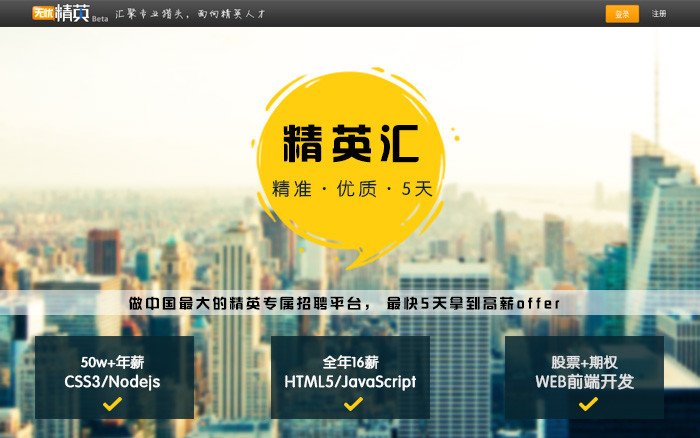 无忧精英 Beta 汇聚专业猎头，面向精英人才 登录 注册
精英汇
精准·优质·5天
做中国最大的精英专属招聘平台， 最快5天拿到高薪offer
50w+年薪
CSS3/Nodejs
全年16薪
HTML5/JavaScript
股票+期权
WEB前端开发